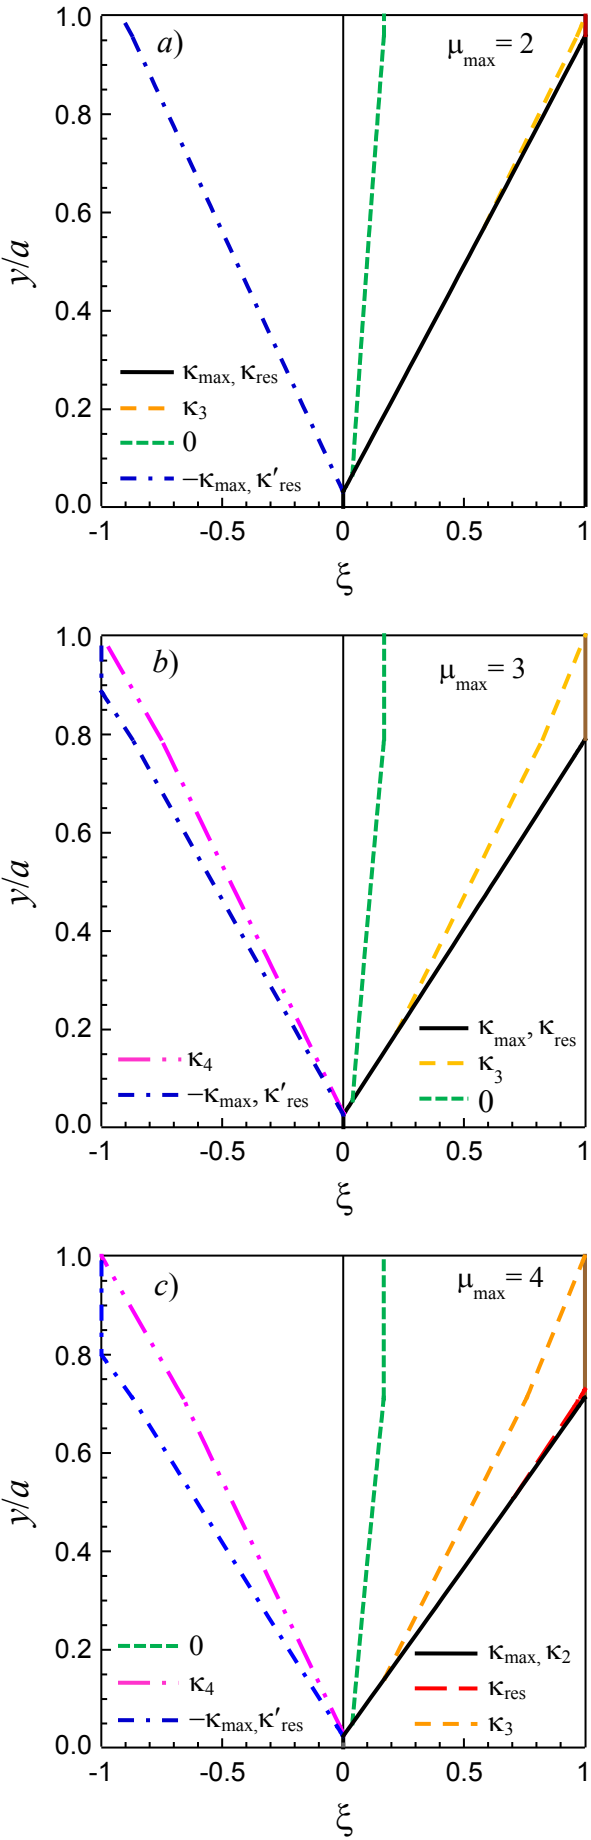 1.0
a)
μmax = 2
0.8
0.6
y/a
0.4
κmax, κres
κ3
0.2
0
−κmax, κ′res
0.0
-1 -0.5 0 0.5 1
ξ
1.0
b)
μmax = 3
0.8
0.6
y/a
0.4
0.2
κmax, κres
κ4
κ3
−κmax, κ′res
0
0.0
-1 -0.5 0 0.5 1
ξ
1.0
c)
μmax = 4
0.8
0.6
y/a
0.4
0.2
0
κmax, κ2
κ4
κres
−κmax,κ′res
κ3
0.0
-1 -0.5 0 0.5 1
ξ